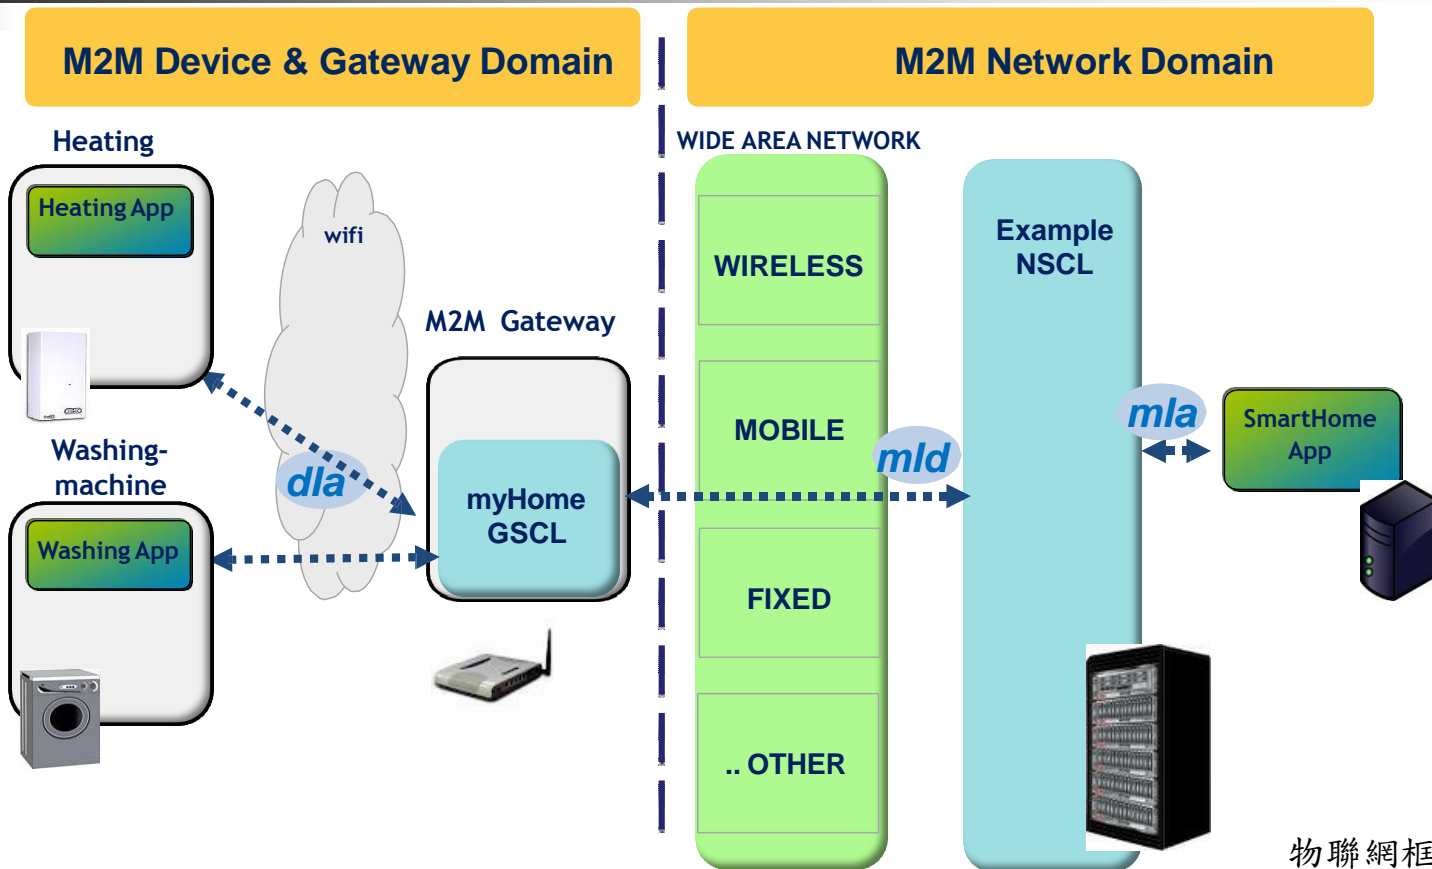 M2M Device & Gateway Domain
M2M Network Domain
Heating
Heating App
wifi
M2M Gateway
Washing-
machine
Washing App
dla
myHome
GSCL
WIDE AREA NETWORK
WIRELESS
MOBILE
FIXED
.. OTHER
mld
Example
NSCL
mla
SmartHome
App
物聯網框